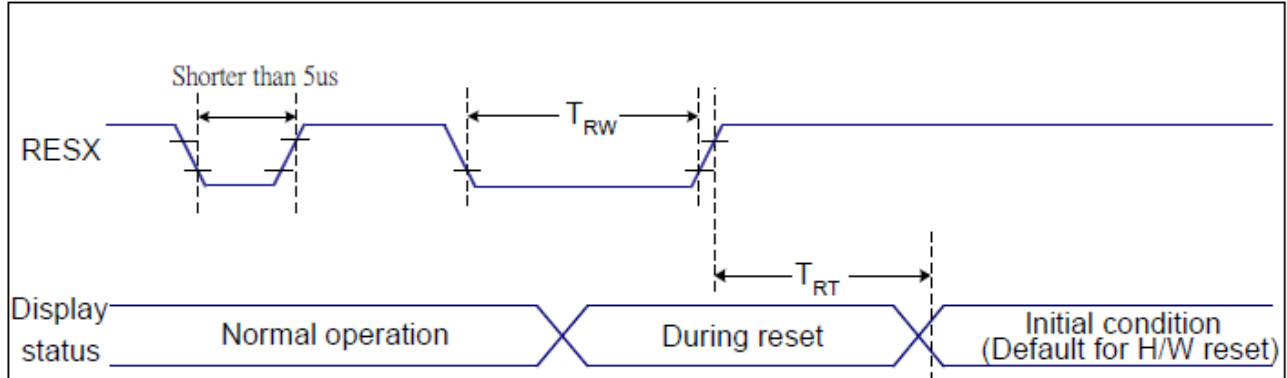 Shorter than 5us
RESX
TRW
TRT
Display
status
Normal operation
During reset
Initial condition
(Default for H/W reset)